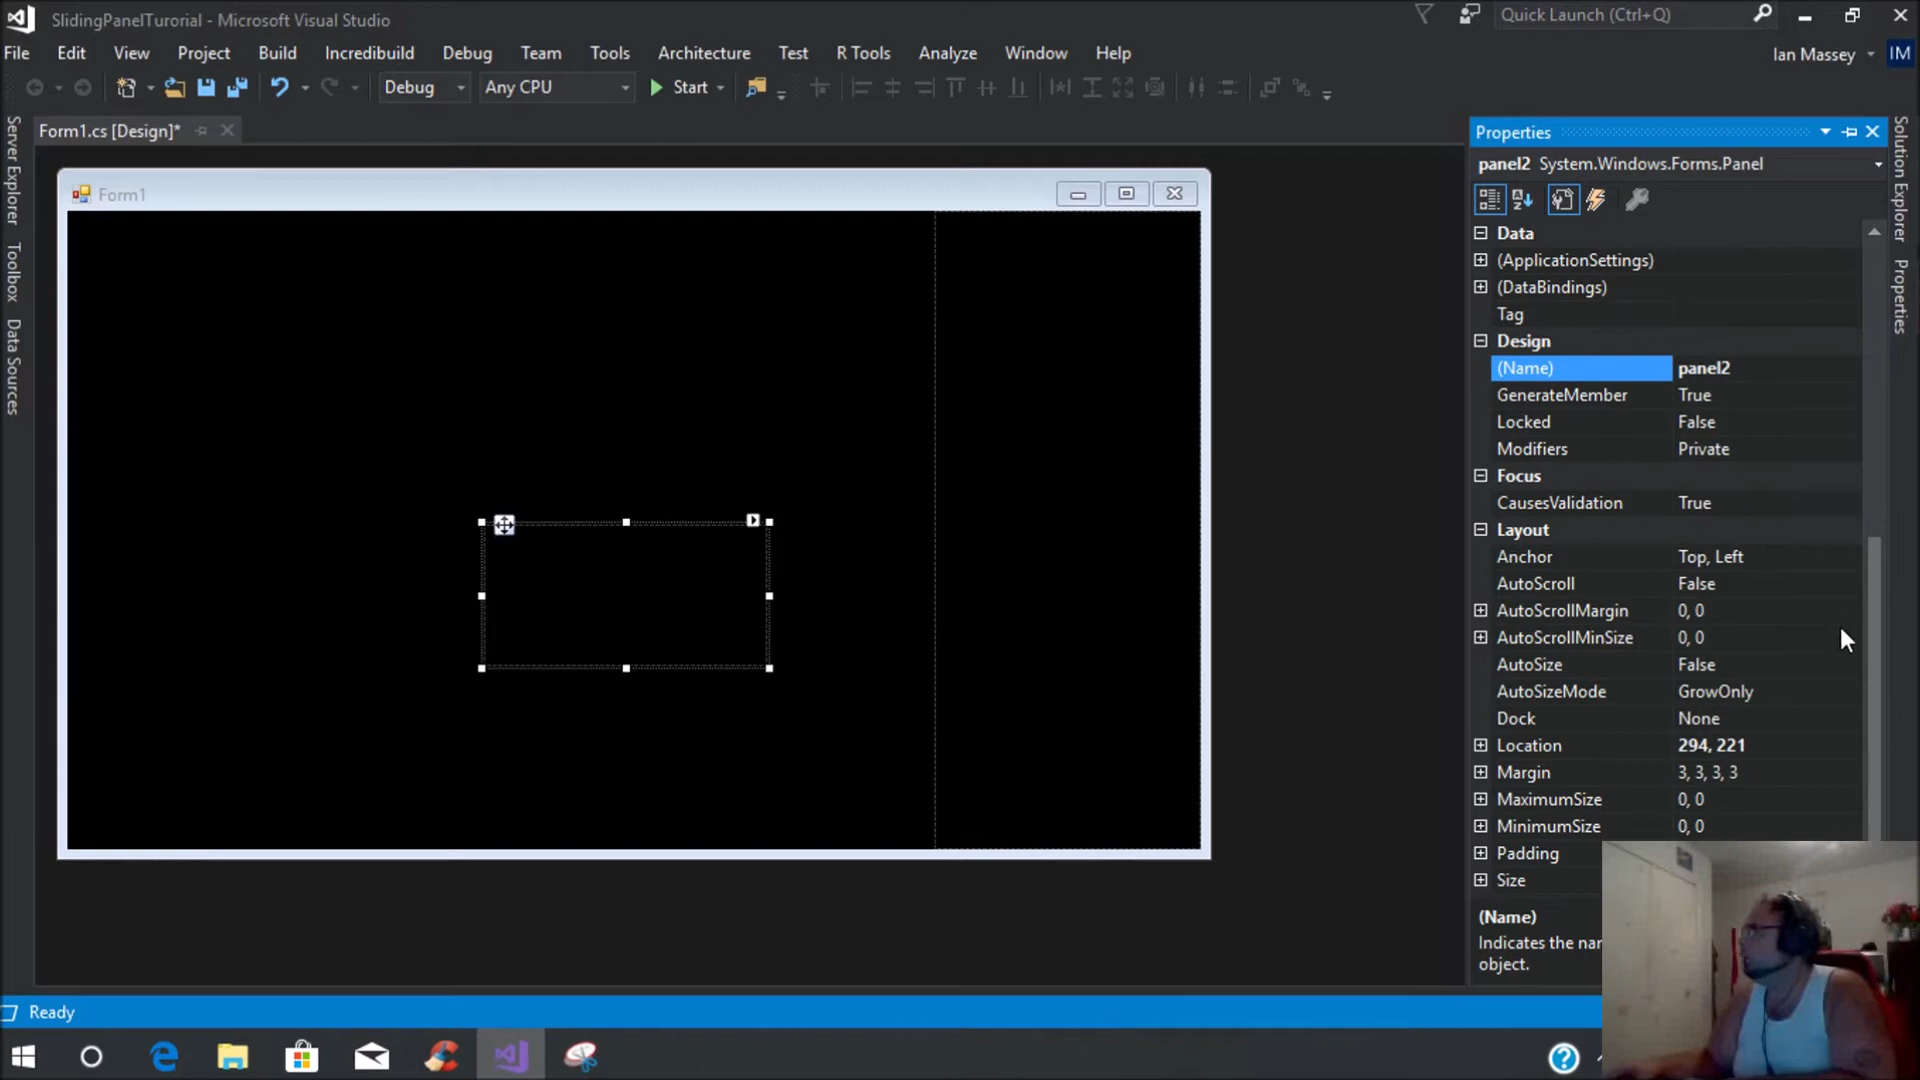 SlidingPanelTurorial - Microsoft Visual Studio
Quick Launch (Ctrl+Q)
File Edit View Project Build Incredibuild Debug Team Tools Architecture Test R Tools Analyze Window Help
Ian Massey IM
Debug Any CPU Start
Form1.cs [Design]*
Server Explorer
Toolbox
Data Sources
Form1
Properties
panel2 System.Windows.Forms.Panel
Data
(ApplicationSettings)
(DataBindings)
Tag
Design
(Name) panel2
GenerateMember True
Locked False
Modifiers Private
Focus
CausesValidation True
Layout
Anchor Top, Left
AutoScroll False
AutoScrollMargin 0, 0
AutoScrollMinSize 0, 0
AutoSize False
AutoSizeMode GrowOnly
Dock None
Location 294, 221
Margin 3, 3, 3, 3
MaximumSize 0, 0
MinimumSize 0, 0
Padding
Size
(Name)
Indicates the
object.
Solution Explorer
Properties
Ready